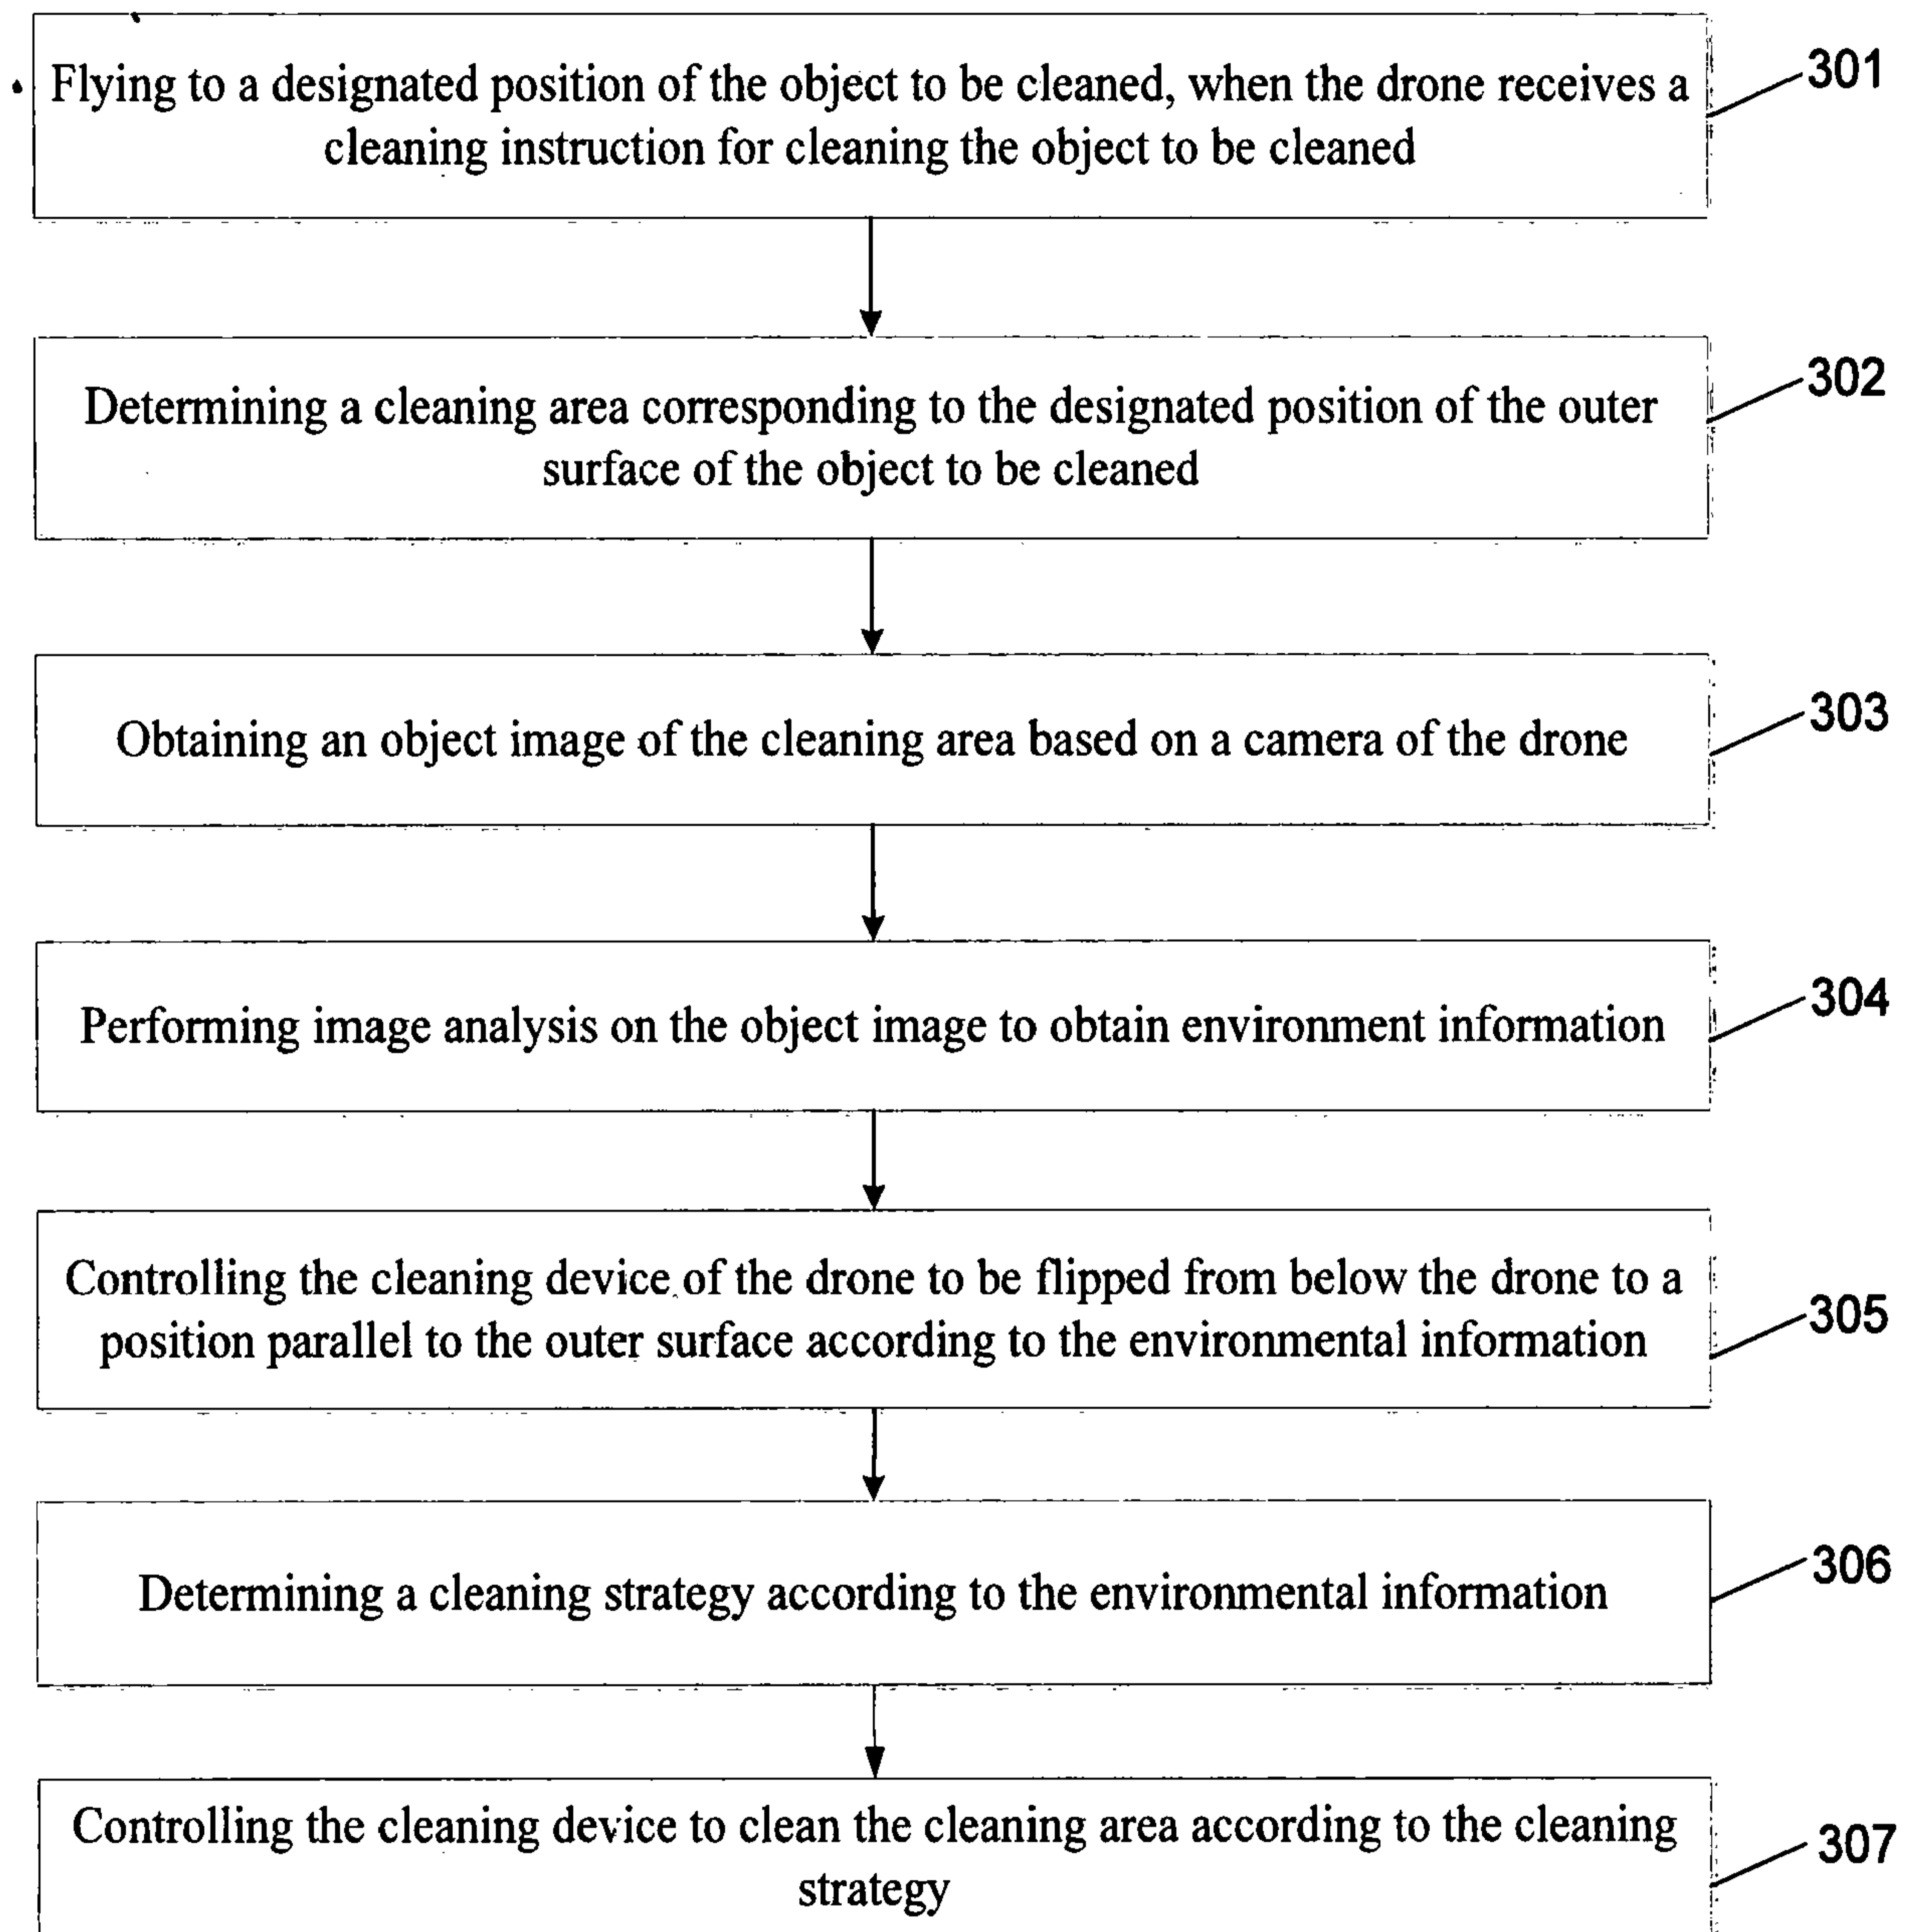 Flying to a designated position of the object to be cleaned, when the drone receives a
cleaning instruction for cleaning the object to be cleaned
301
Determining a cleaning area corresponding to the designated position of the outer
surface of the object to be cleaned
302
Obtaining an object image of the cleaning area based on a camera of the drone
303
Performing image analysis on the object image to obtain environment information
304
Controlling the cleaning device of the drone to be flipped from below the drone to a
position parallel to the outer surface according to the environmental information
305
Determining a cleaning strategy according to the environmental information
306
Controlling the cleaning device to clean the cleaning area according to the cleaning
strategy
307